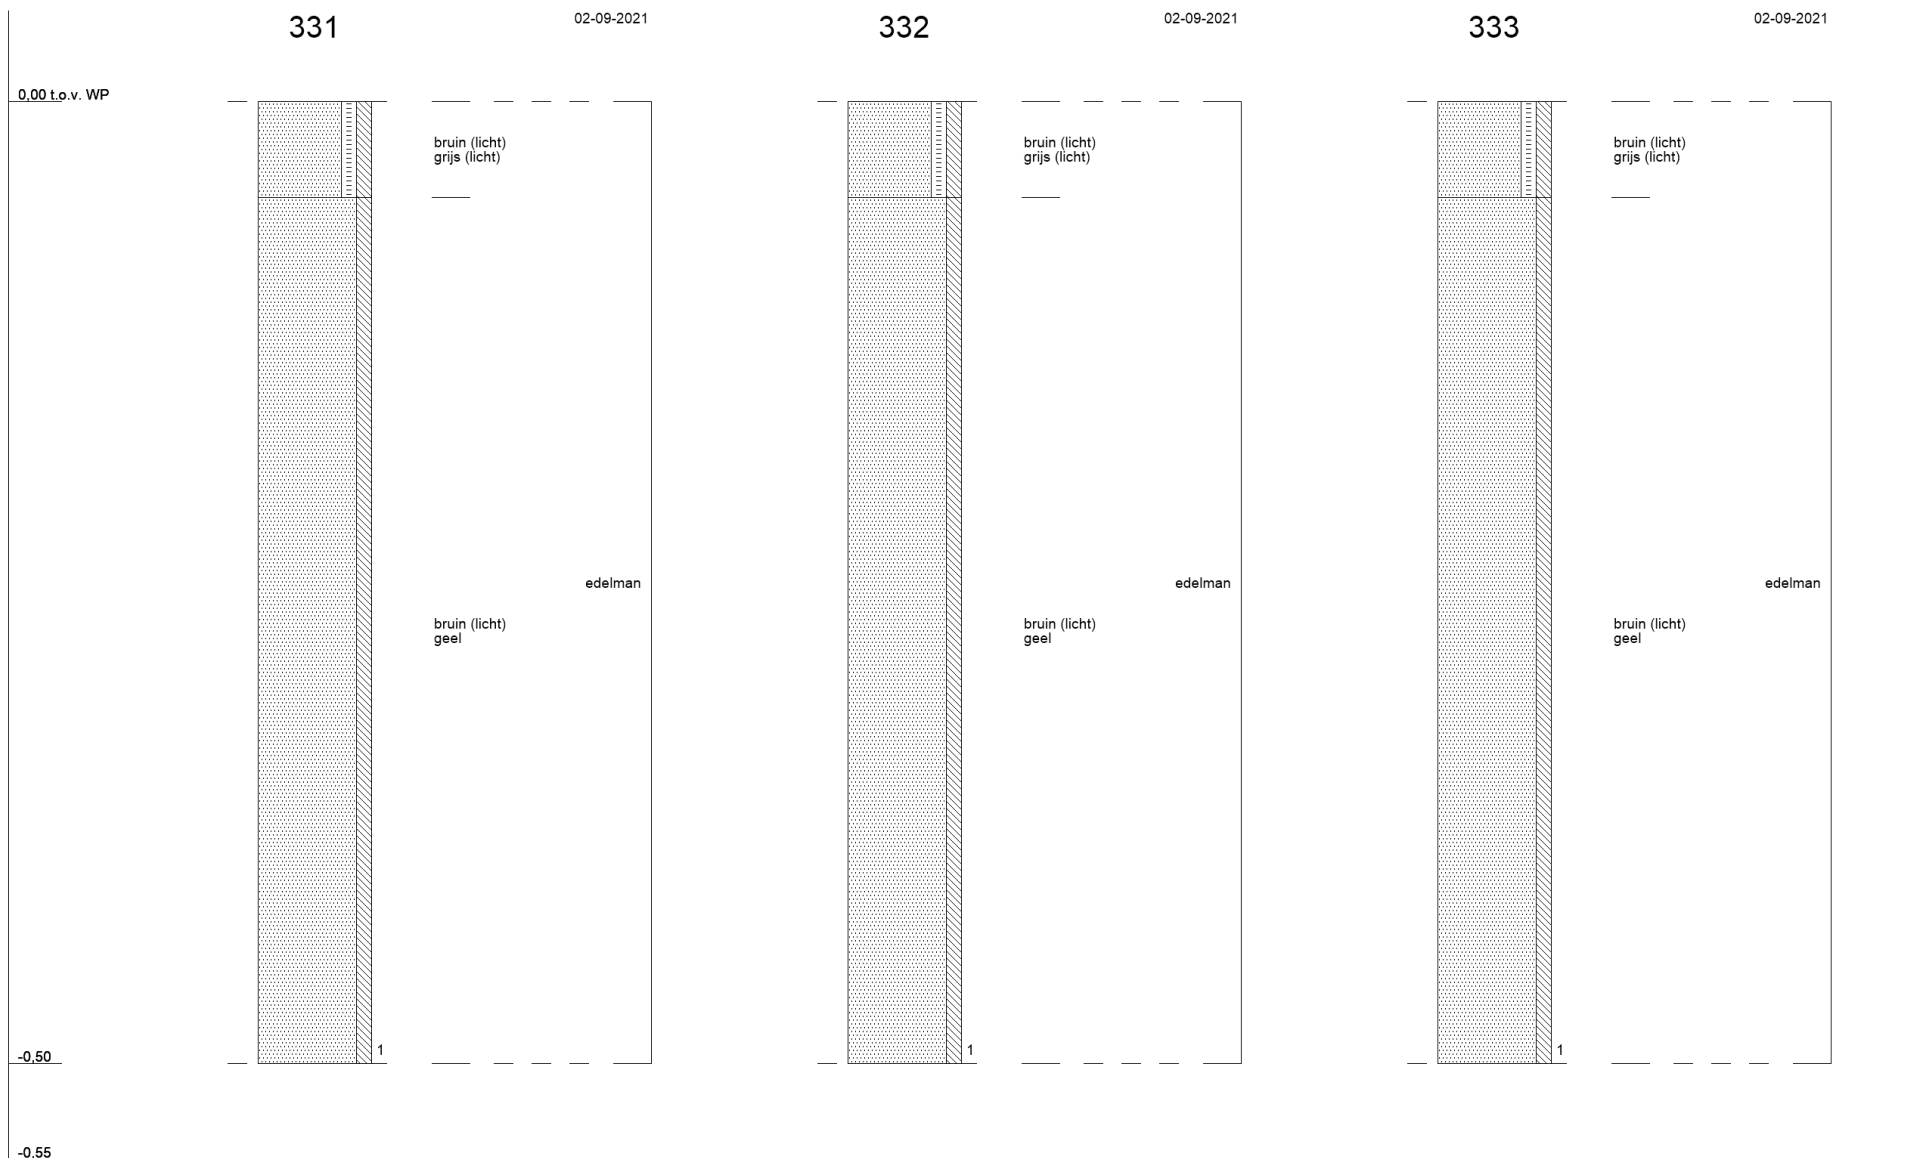 331
02-09-2021
332
02-09-2021
333
02-09-2021
0,00 t.o.v. WP
bruin (licht)
grijs (licht)
bruin (licht)
grijs (licht)
bruin (licht)
grijs (licht)
edelman
edelman
edelman
bruin (licht)
geel
bruin (licht)
geel
bruin (licht)
geel
1
1
1
-0,50
-0,55